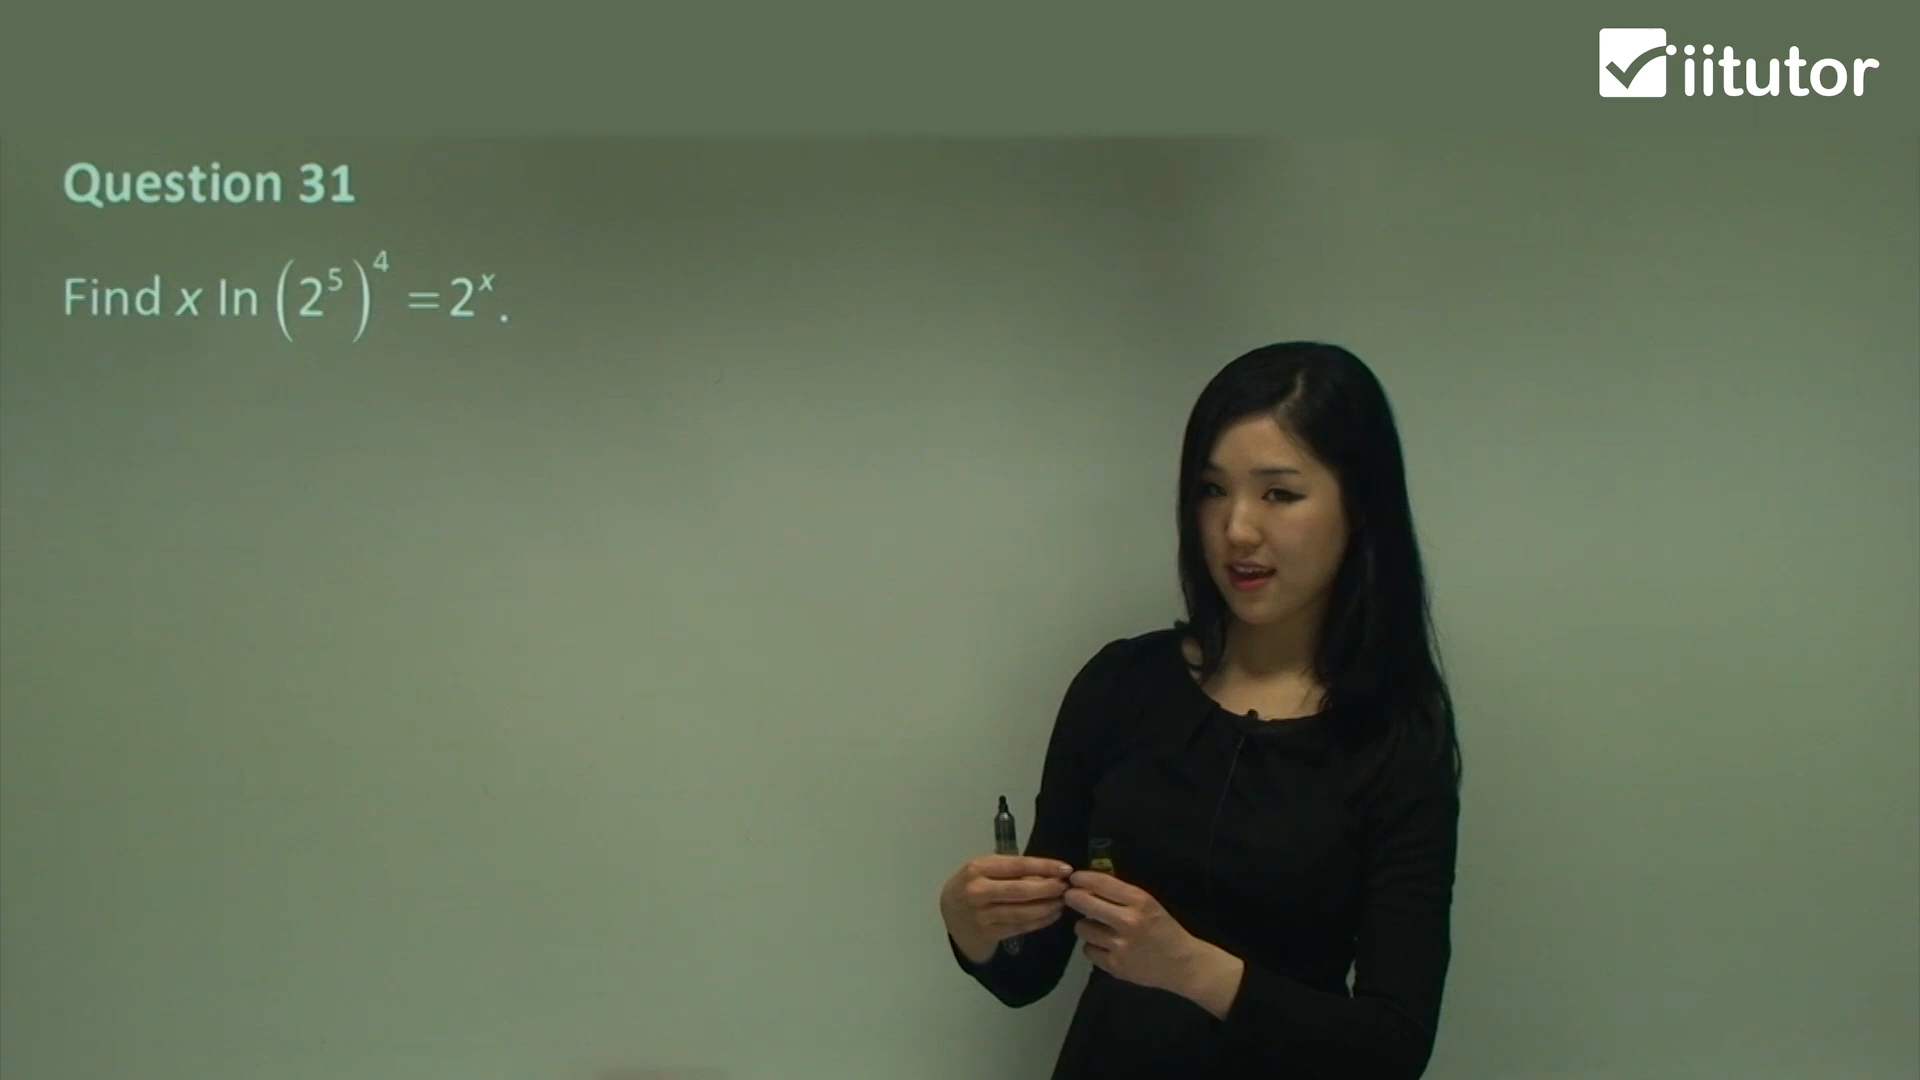 iitutor
Question 31
Find x In (2⁵)⁴ = 2ˣ.